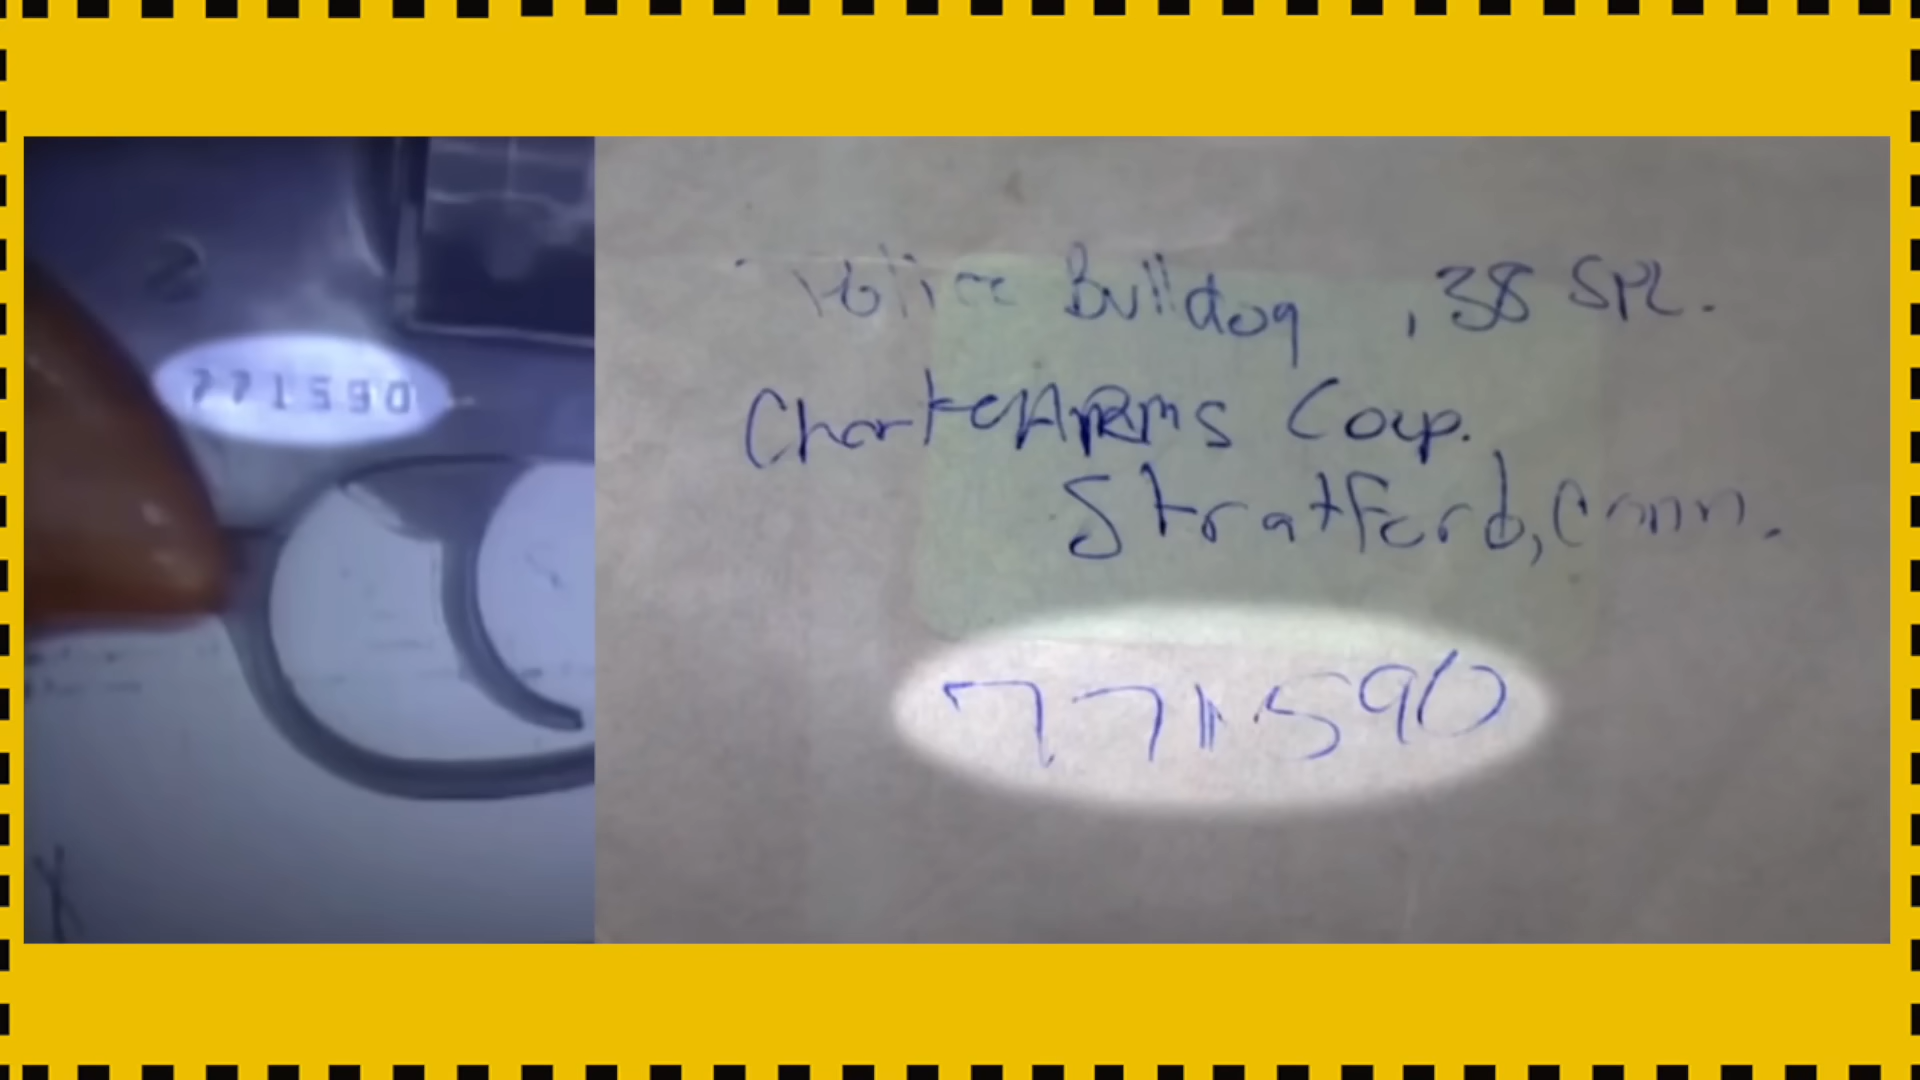 771590
Police Bulldog .38 SPL.
CharterARms Corp.
Stratford, Conn.
771590